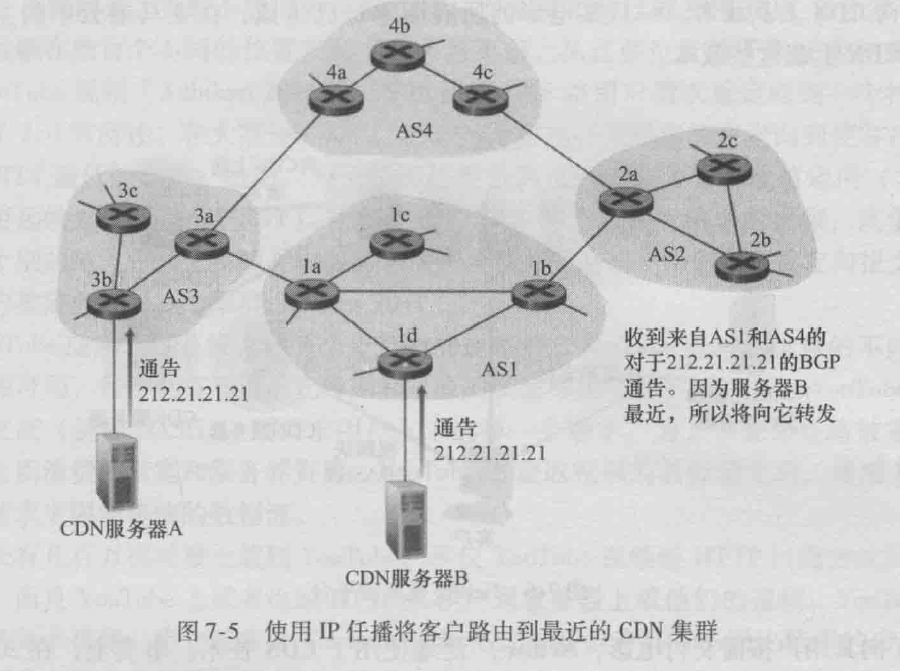 4b
4a
4c
AS4
2c
2a
3c
3a
1c
AS2
2b
3b
AS3
1a
1b
1d
AS1
收到来自AS1和AS4的
对于212.21.21.21的BGP
通告。因为服务器B
最近，所以将向它转发
通告
212.21.21.21
通告
212.21.21.21
CDN服务器A
CDN服务器B
图 7-5 使用 IP 任播将客户路由到最近的 CDN 集群